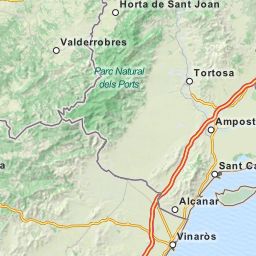 Horta de Sant Joan
Valderrobres
Parc Natural
dels Ports
Tortosa
Ampost
Sant Ca
Alcanar
Vinaròs